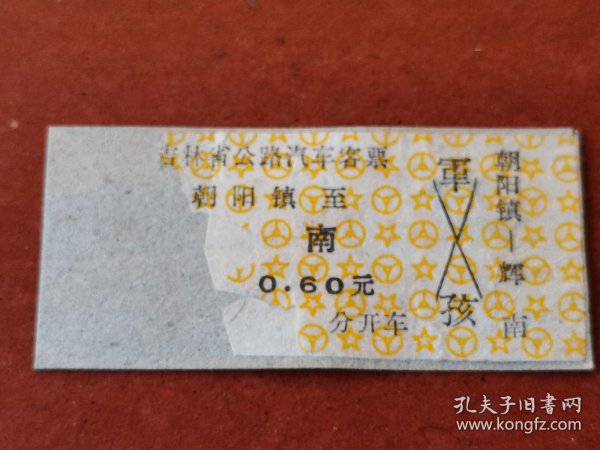 吉林省公路汽车客票
朝阳镇至
南
0.60元
分开车
軍
孩
朝阳镇—辉
南
孔夫子旧书网
www.kongfz.com